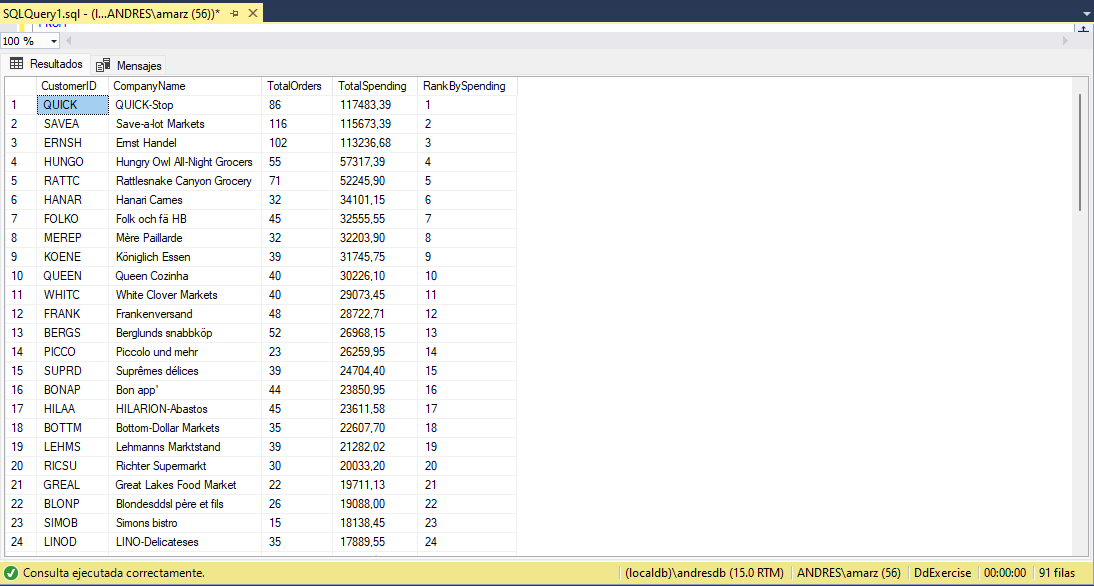 SQLQuery1.sql - (l...ANDRES\amarz (56))*
FROM
100 %
Resultados Mensajes
CustomerID CompanyName TotalOrders TotalSpending RankBySpending
1 QUICK QUICK-Stop 86 117483,39 1
2 SAVEA Save-a-lot Markets 116 115673,39 2
3 ERNSH Ernst Handel 102 113236,68 3
4 HUNGO Hungry Owl All-Night Grocers 55 57317,39 4
5 RATTC Rattlesnake Canyon Grocery 71 52245,90 5
6 HANAR Hanari Carnes 32 34101,15 6
7 FOLKO Folk och fä HB 45 32555,55 7
8 MEREP Mère Paillarde 32 32203,90 8
9 KOENE Königlich Essen 39 31745,75 9
10 QUEEN Queen Cozinha 40 30226,10 10
11 WHITC White Clover Markets 40 29073,45 11
12 FRANK Frankenversand 48 28722,71 12
13 BERGS Berglunds snabbköp 52 26968,15 13
14 PICCO Piccolo und mehr 23 26259,95 14
15 SUPRD Suprêmes délices 39 24704,40 15
16 BONAP Bon app' 44 23850,95 16
17 HILAA HILARION-Abastos 45 23611,58 17
18 BOTTM Bottom-Dollar Markets 35 22607,70 18
19 LEHMS Lehmanns Marktstand 39 21282,02 19
20 RICSU Richter Supermarkt 30 20033,20 20
21 GREAL Great Lakes Food Market 22 19711,13 21
22 BLONP Blondesddsl père et fils 26 19088,00 22
23 SIMOB Simons bistro 15 18138,45 23
24 LINOD LINO-Delicateses 35 17889,55 24
Consulta ejecutada correctamente. (localdb)\andresdb (15.0 RTM) ANDRES\amarz (56) DdExercise 00:00:00 91 filas